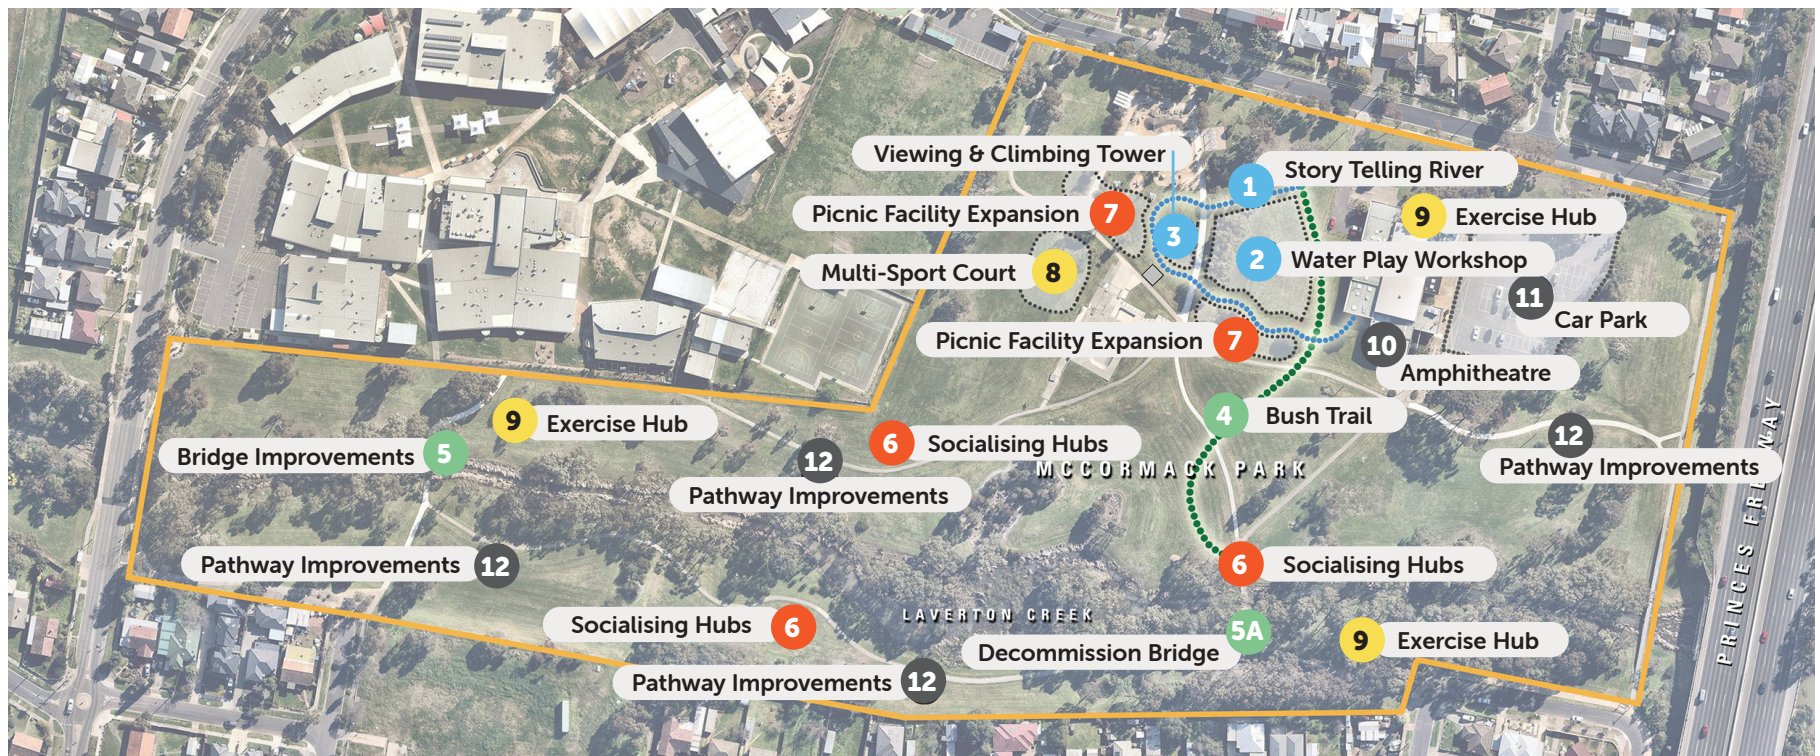 Viewing & Climbing Tower
1 Story Telling River
Picnic Facility Expansion 7
9 Exercise Hub
3
Multi-Sport Court 8
2 Water Play Workshop
11
Car Park
Picnic Facility Expansion 7
10
Amphitheatre
9 Exercise Hub
4 Bush Trail
Bridge Improvements 5
6 Socialising Hubs
12
Pathway Improvements
12
Pathway Improvements
MCCORMACK PARK
PRINCES FREEWAY
Pathway Improvements 12
6 Socialising Hubs
LAVERTON CREEK
Socialising Hubs 6
5A
Decommission Bridge
9 Exercise Hub
Pathway Improvements 12